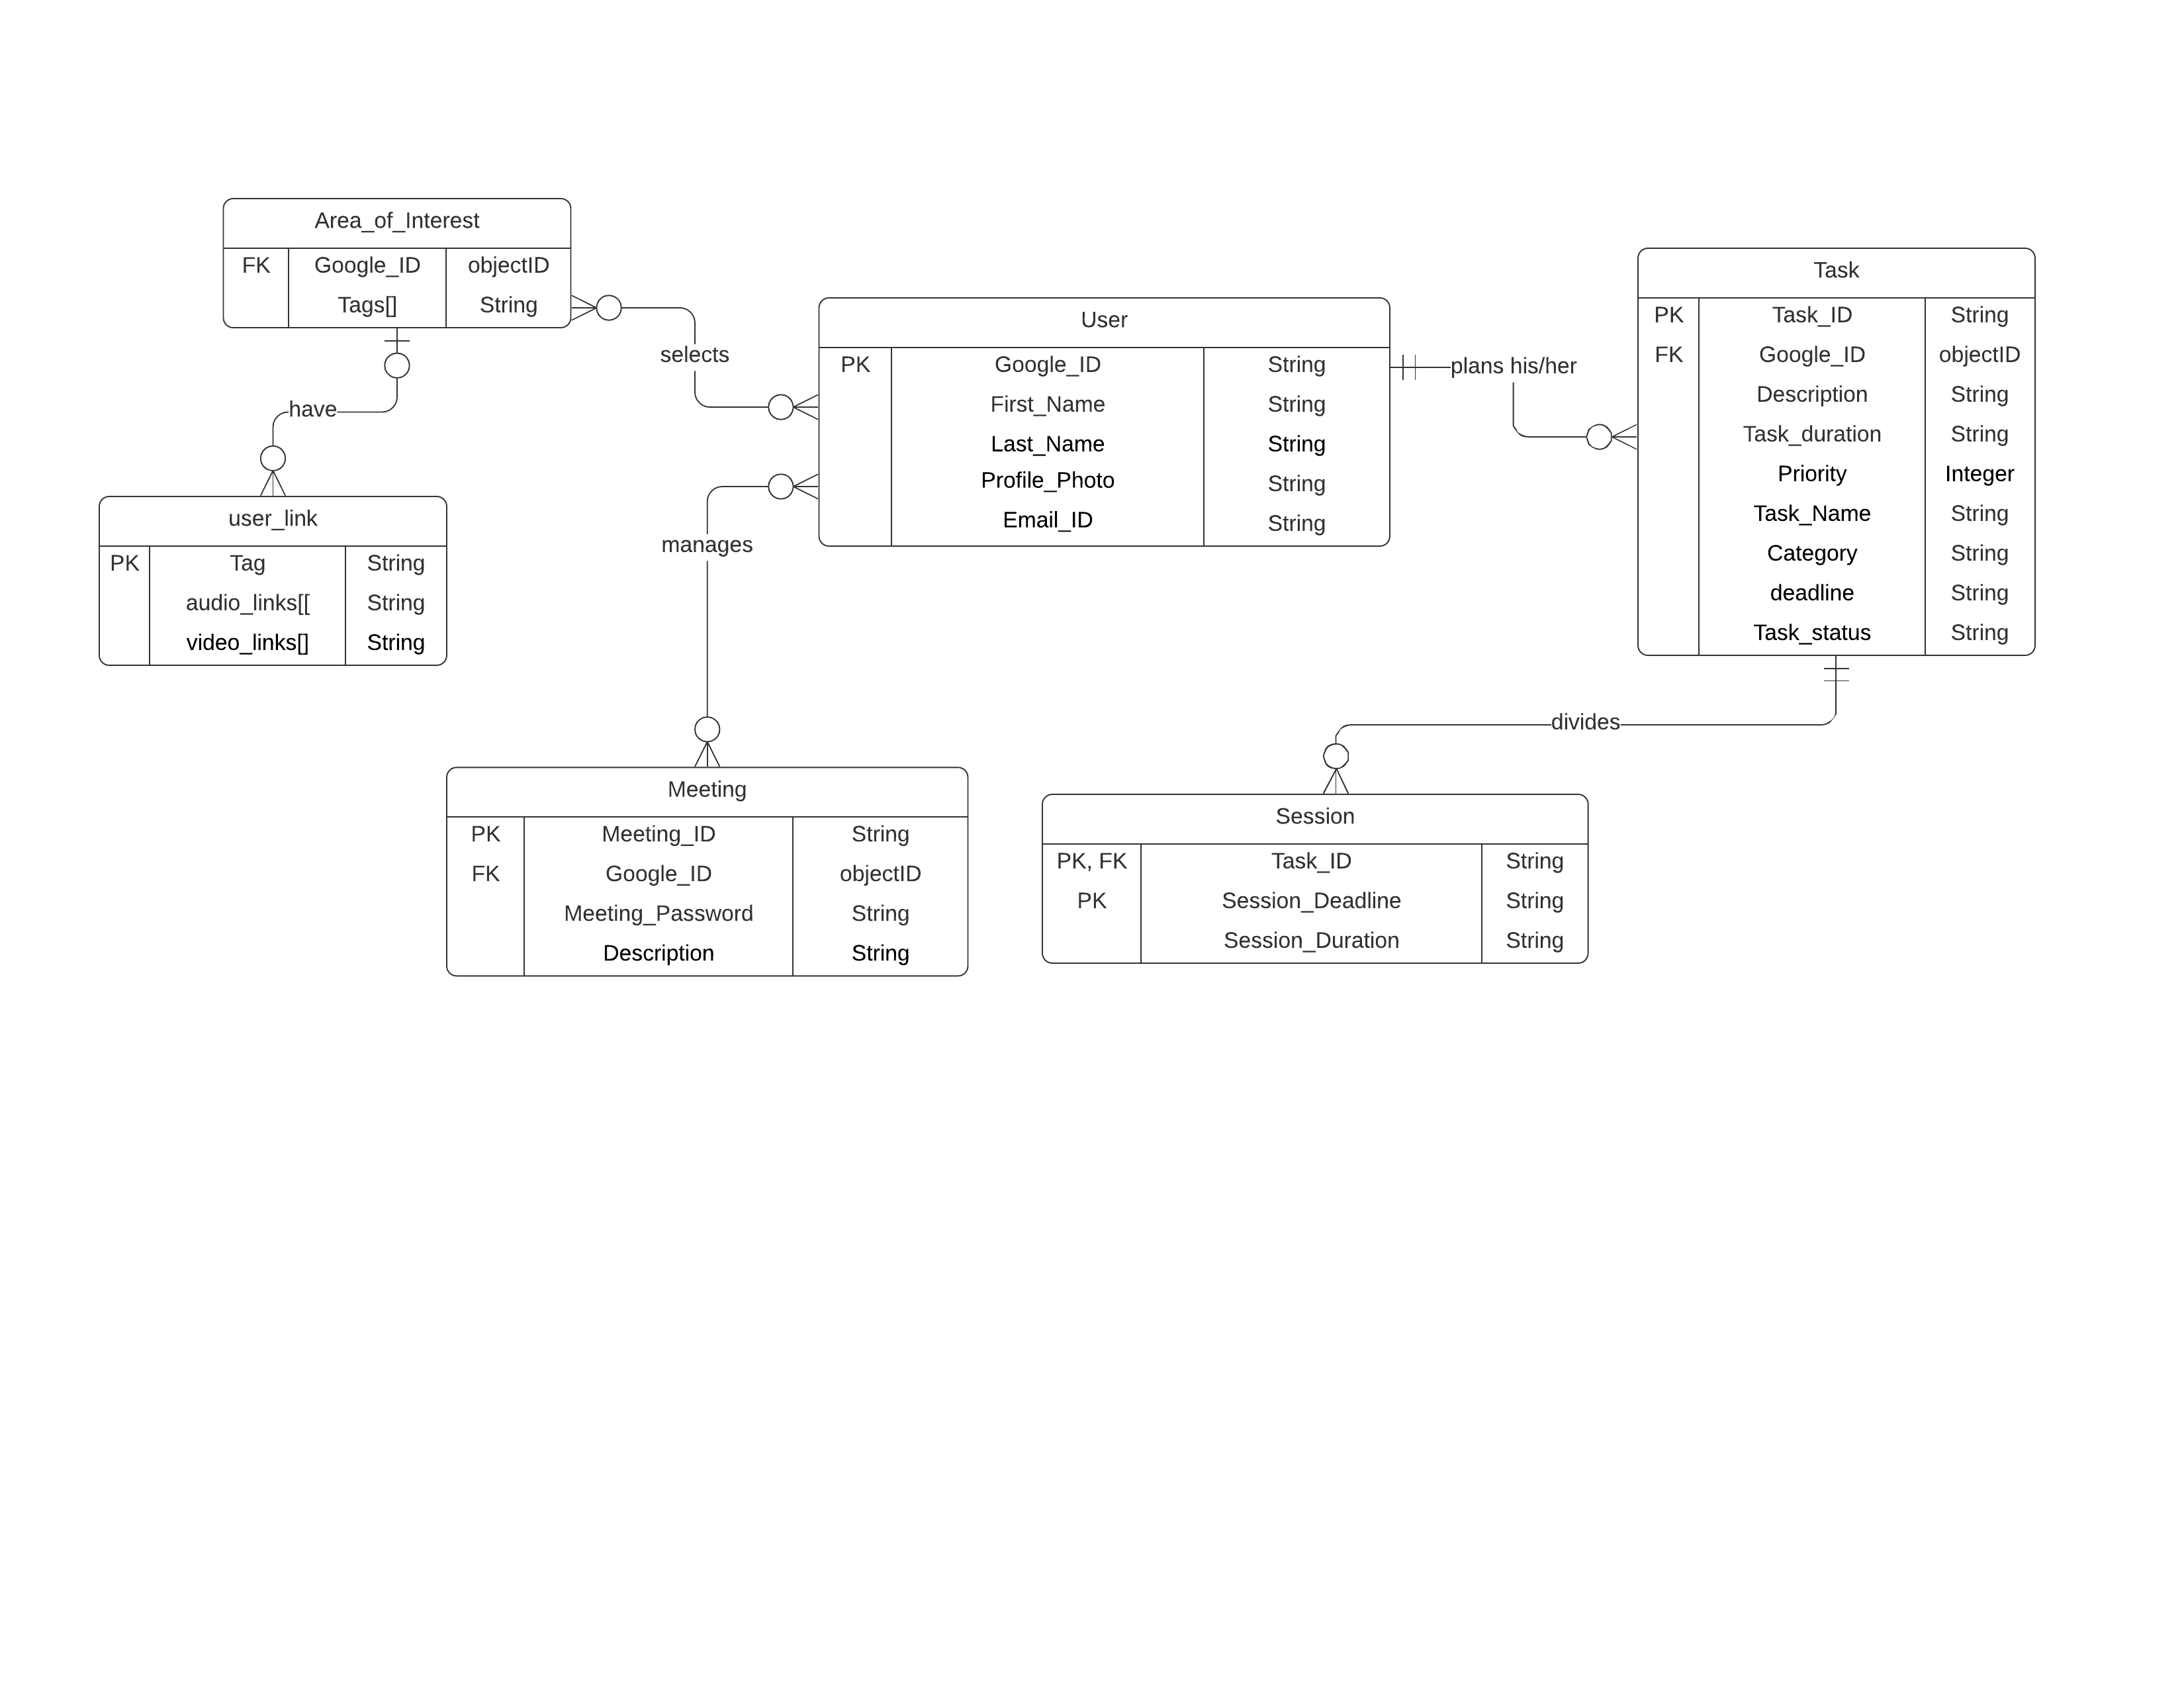 Area_of_Interest
FK Google_ID objectID
Tags[] String
selects
have
user_link
PK Tag String
audio_links[[ String
video_links[] String
User
PK Google_ID String
First_Name String
Last_Name String
Profile_Photo String
Email_ID String
manages
plans his/her
Task
PK Task_ID String
FK Google_ID objectID
Description String
Task_duration String
Priority Integer
Task_Name String
Category String
deadline String
Task_status String
divides
Meeting
PK Meeting_ID String
FK Google_ID objectID
Meeting_Password String
Description String
Session
PK, FK Task_ID String
PK Session_Deadline String
Session_Duration String